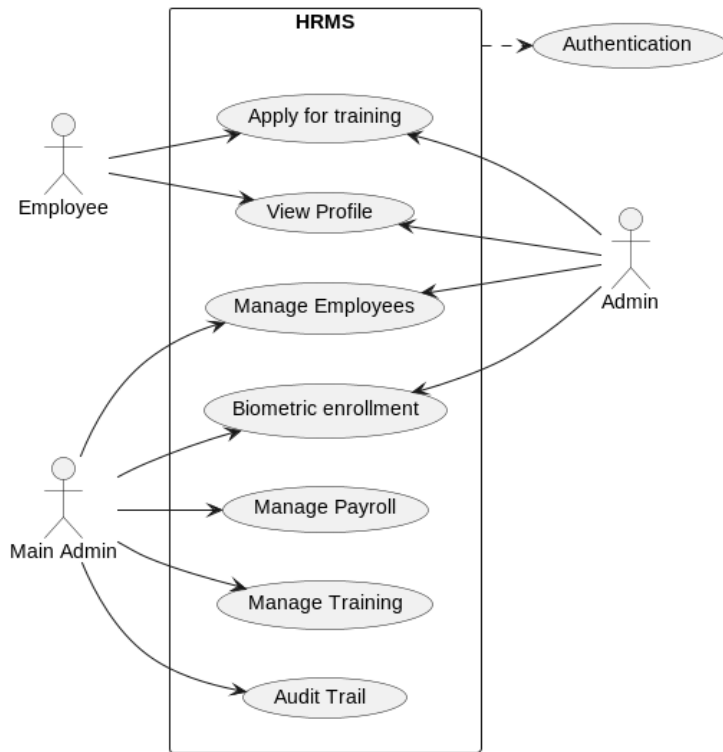 HRMS
Authentication
Apply for training
Employee
View Profile
Admin
Manage Employees
Biometric enrollment
Main Admin
Manage Payroll
Manage Training
Audit Trail